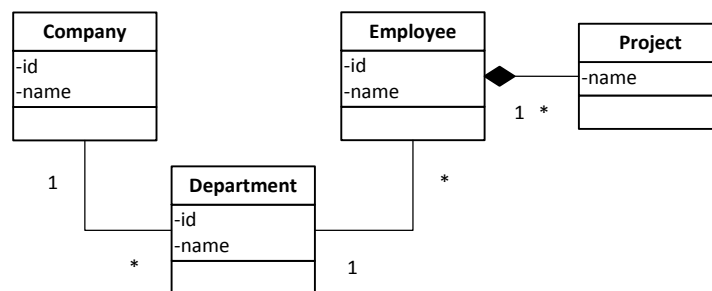 Company
-id
-name
Employee
-id
-name
Project
-name
1 *
1
*
Department
-id
-name
*
1